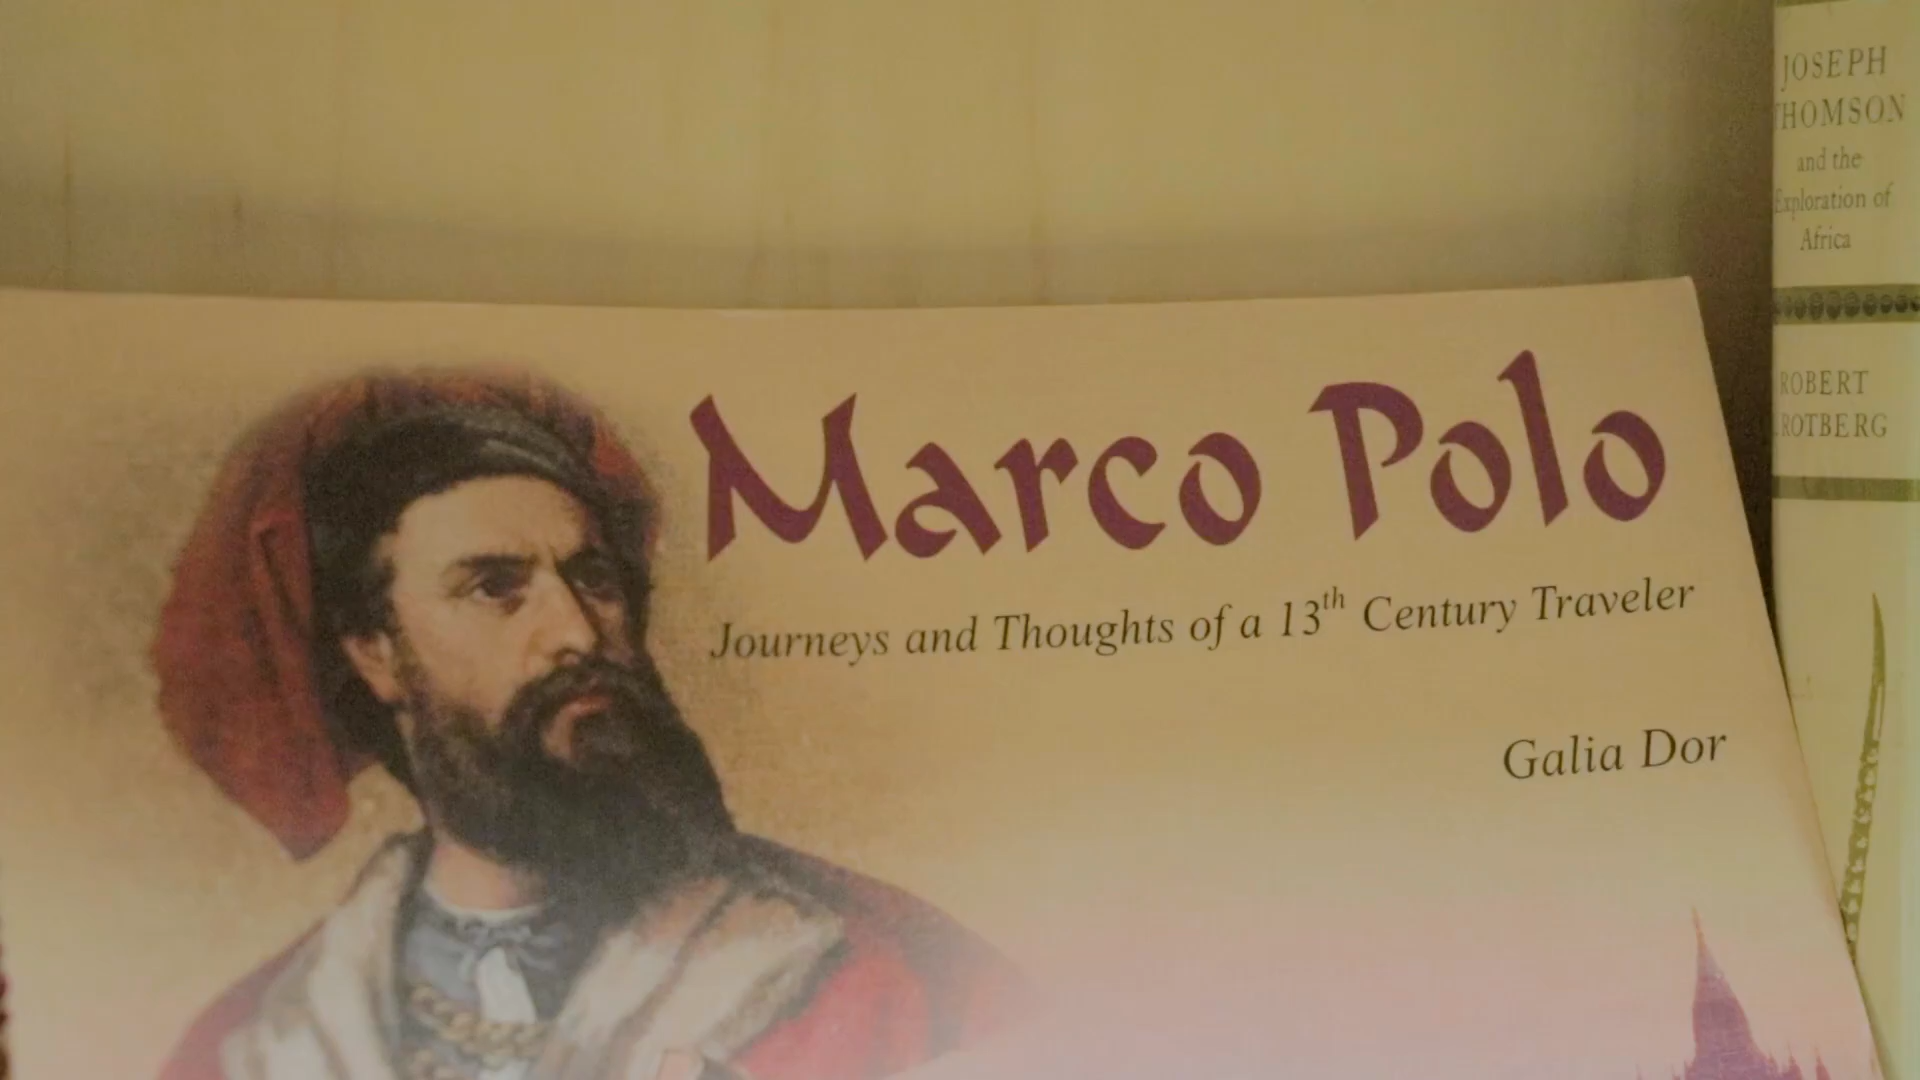 Marco Polo
Journeys and Thoughts of a 13th Century Traveler
Galia Dor
JOSEPH
THOMSON
and the
Exploration of
Africa
ROBERT
ROTBERG